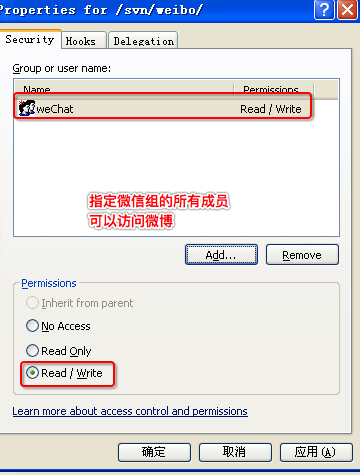 Properties for /svn/weibo/
Security
Hooks
Delegation
Group or user name:
Name Permissions
weChat Read / Write
指定微信组的所有成员
可以访问微博
Add... Remove
Permissions
Inherit from parent
No Access
Read Only
Read / Write
Learn more about access control and permissions
确定 取消 应用 (A)